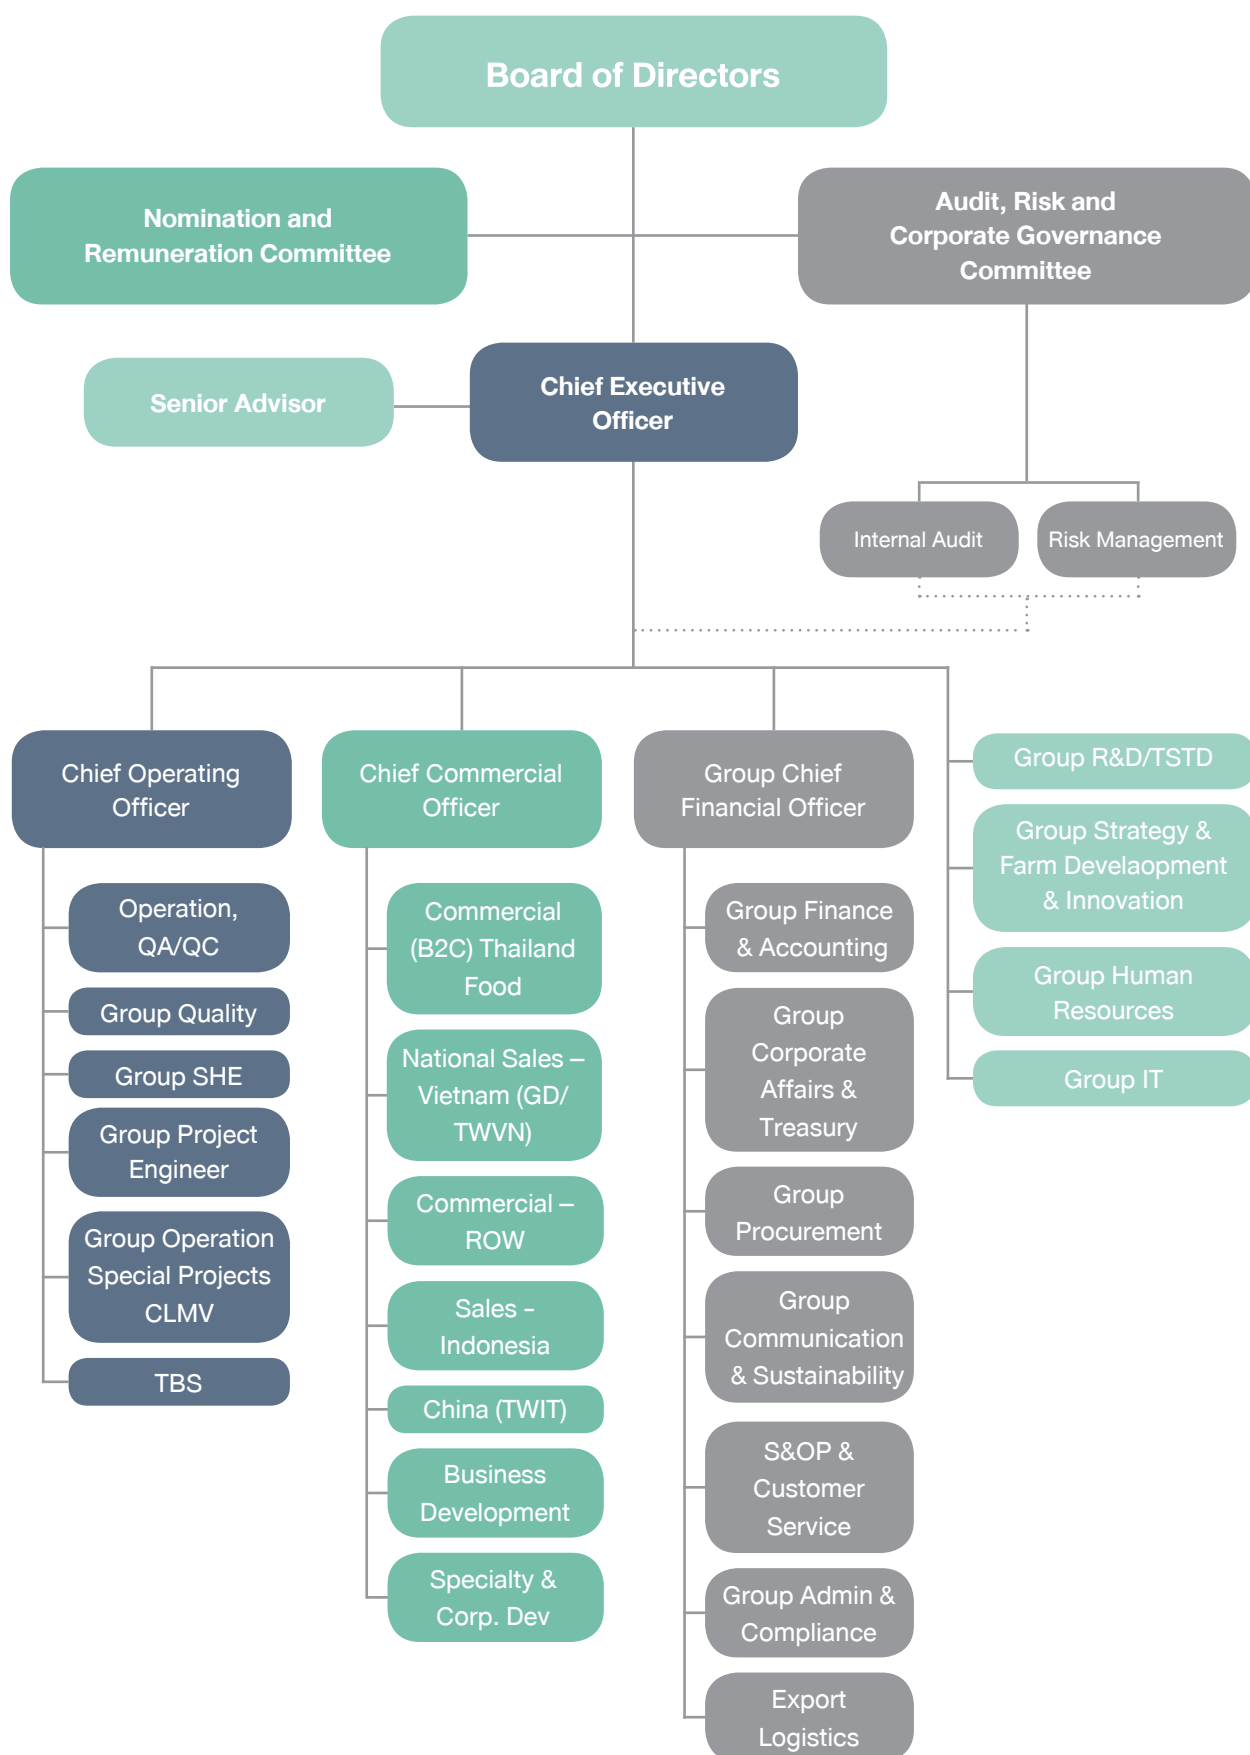 Board of Directors
Nomination and
Remuneration Committee
Audit, Risk and
Corporate Governance
Committee
Senior Advisor
Chief Executive
Officer
Internal Audit
Risk Management
Chief Operating
Officer
Operation,
QA/QC
Group Quality
Group SHE
Group Project
Engineer
Group Operation
Special Projects
CLMV
TBS
Chief Commercial
Officer
Commercial
(B2C) Thailand
Food
National Sales –
Vietnam (GD/
TWVN)
Commercial –
ROW
Sales -
Indonesia
China (TWIT)
Business
Development
Specialty &
Corp. Dev
Group Chief
Financial Officer
Group Finance
& Accounting
Group
Corporate
Affairs &
Treasury
Group
Procurement
Group
Communication
& Sustainability
S&OP &
Customer
Service
Group Admin &
Compliance
Export
Logistics
Group R&D/TSTD
Group Strategy &
Farm Develaopment
& Innovation
Group Human
Resources
Group IT